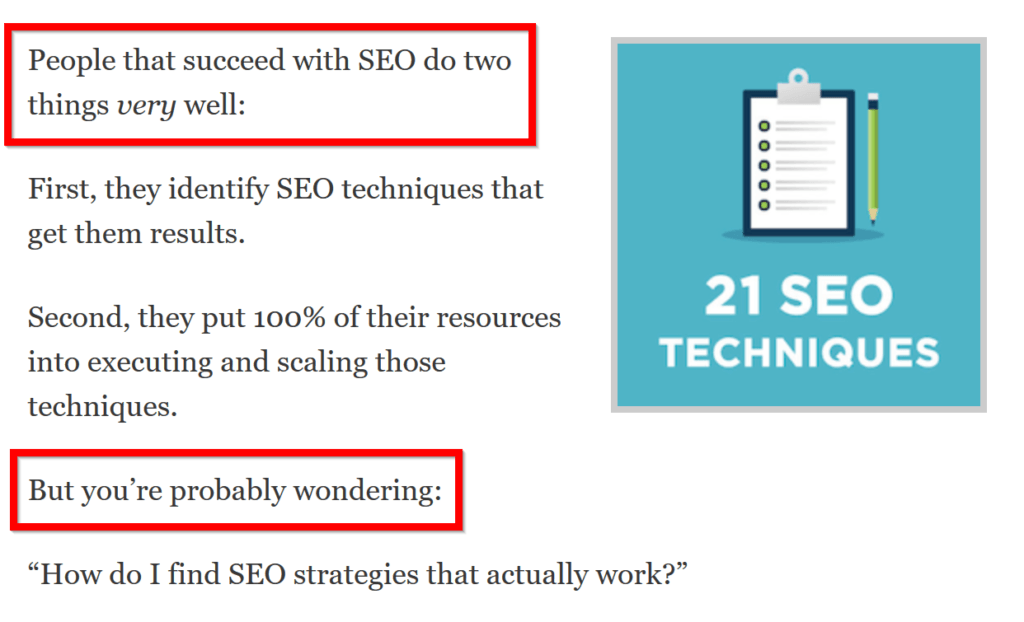 People that succeed with SEO do two
things very well:
First, they identify SEO techniques that
get them results.
Second, they put 100% of their resources
into executing and scaling those
techniques.
But you’re probably wondering:
“How do I find SEO strategies that actually work?”
21 SEO
TECHNIQUES